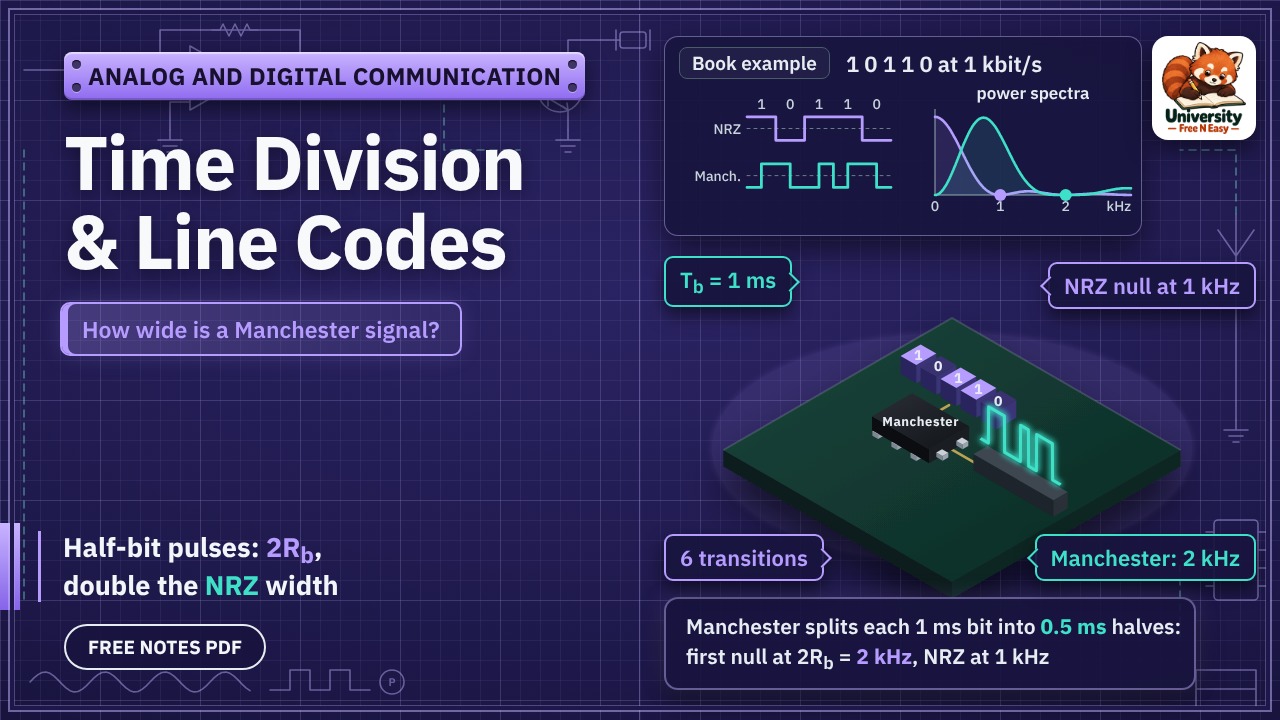 ANALOG AND DIGITAL COMMUNICATION
Time Division
& Line Codes
How wide is a Manchester signal?
Half-bit pulses: 2Rb,
double the NRZ width
FREE NOTES PDF
P
Book example
1 0 1 1 0 at 1 kbit/s
power spectra
1 0 1 1 0
NRZ
Manch.
0 1 2 kHz
University
Free N Easy
Tb = 1 ms
NRZ null at 1 kHz
1 0 1 1 0
Manchester
6 transitions
Manchester: 2 kHz
Manchester splits each 1 ms bit into 0.5 ms halves:
first null at 2Rb = 2 kHz, NRZ at 1 kHz